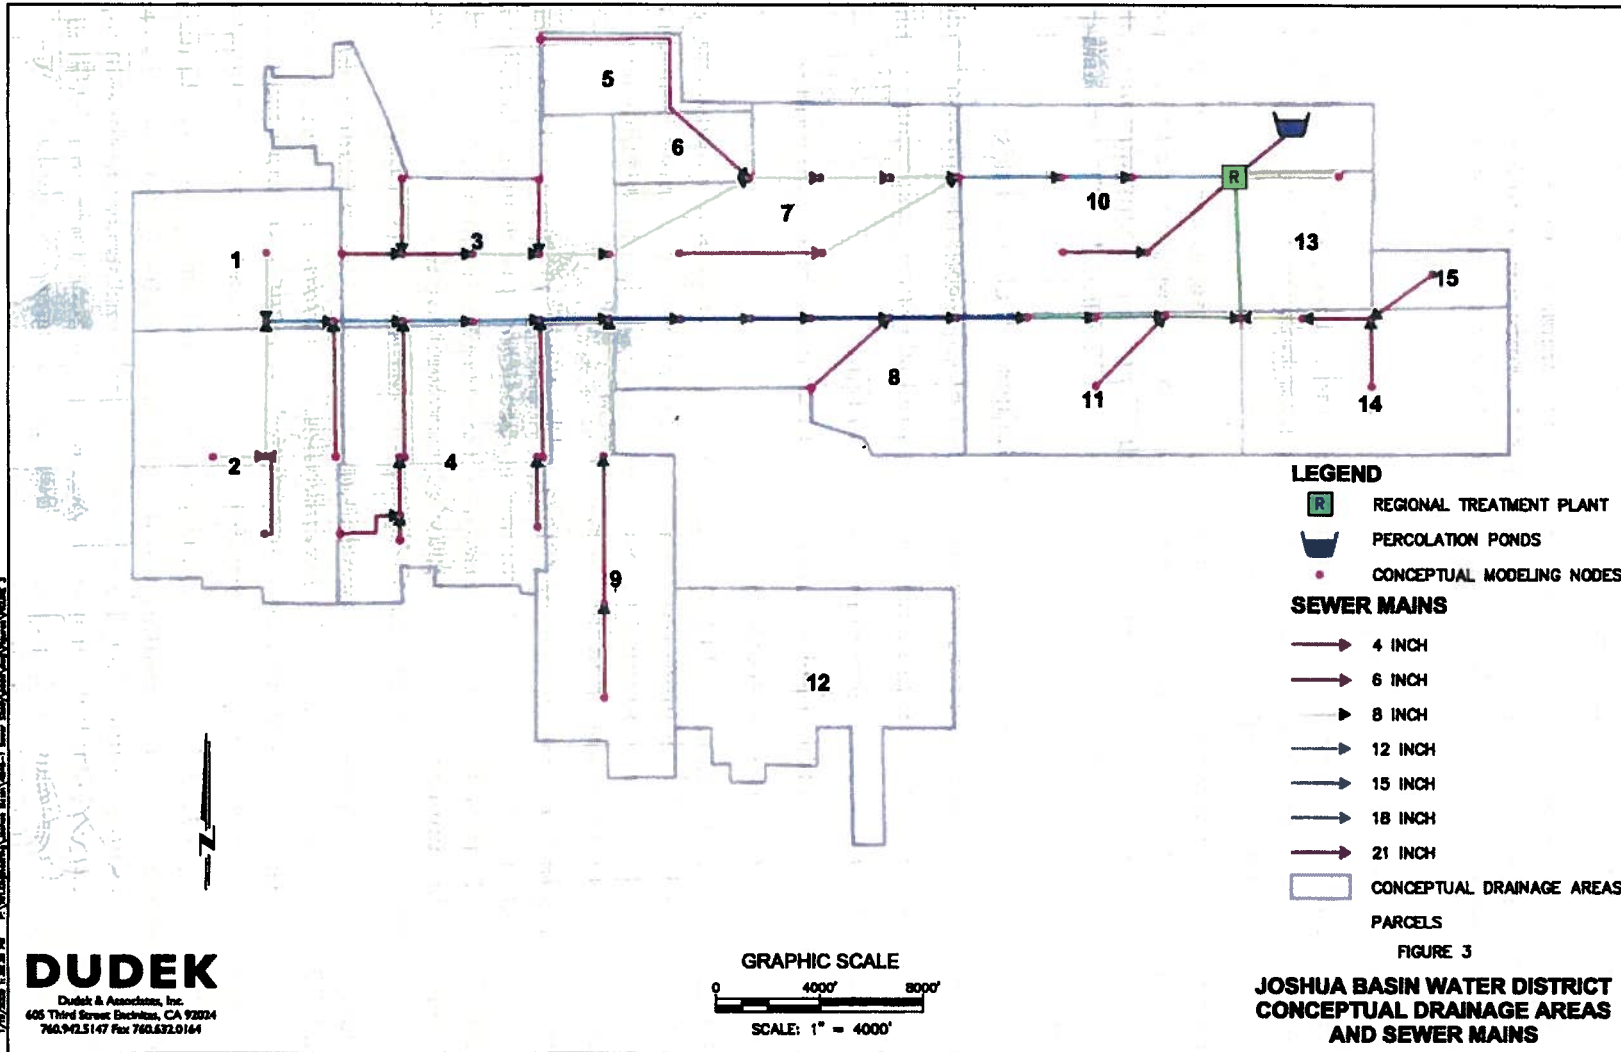 5
6
7
R
10
3
1
13
15
8
11
14
2
4
9
12
LEGEND
R REGIONAL TREATMENT PLANT
PERCOLATION PONDS
CONCEPTUAL MODELING NODES
SEWER MAINS
4 INCH
6 INCH
8 INCH
12 INCH
15 INCH
18 INCH
21 INCH
CONCEPTUAL DRAINAGE AREAS
PARCELS
FIGURE 3
JOSHUA BASIN WATER DISTRICT
CONCEPTUAL DRAINAGE AREAS
AND SEWER MAINS
GRAPHIC SCALE
0 4000' 8000'
SCALE: 1" = 4000'
N
DUDEK
Dudek & Associates, Inc.
605 Third Street Encinitas, CA 92024
760.942.5147 Fax 760.632.0164